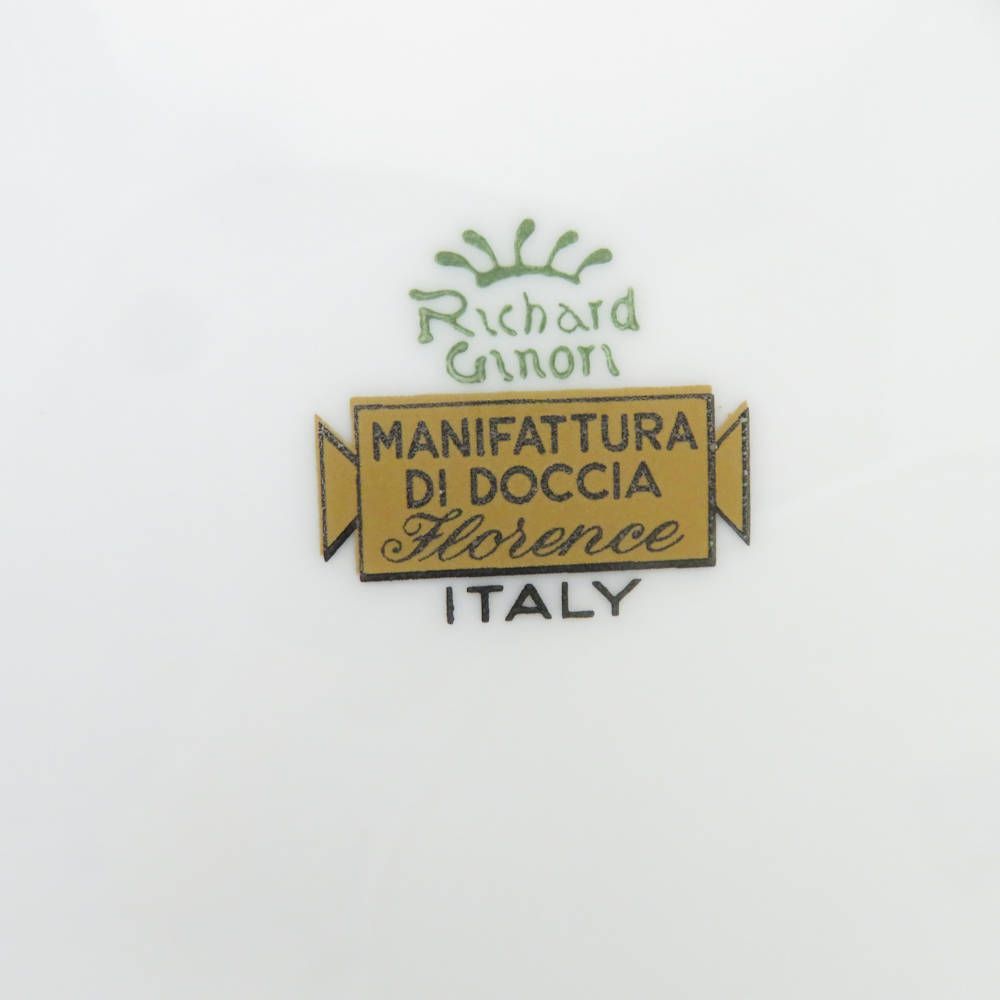 Richard
Ginori
MANIFATTURA
DI DOCCIA
Florence
ITALY